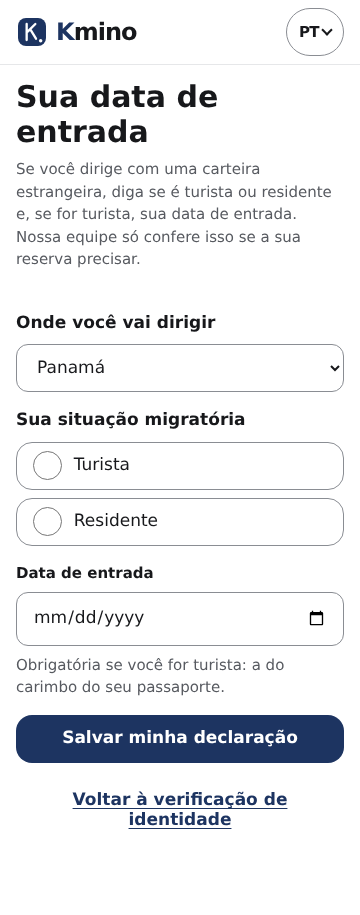 K. Kmino
PT
Sua data de
entrada
Se você dirige com uma carteira
estrangeira, diga se é turista ou residente
e, se for turista, sua data de entrada.
Nossa equipe só confere isso se a sua
reserva precisar.
Onde você vai dirigir
Panamá
Sua situação migratória
Turista
Residente
Data de entrada
mm/dd/yyyy
Obrigatória se você for turista: a do
carimbo do seu passaporte.
Salvar minha declaração
Voltar à verificação de
identidade